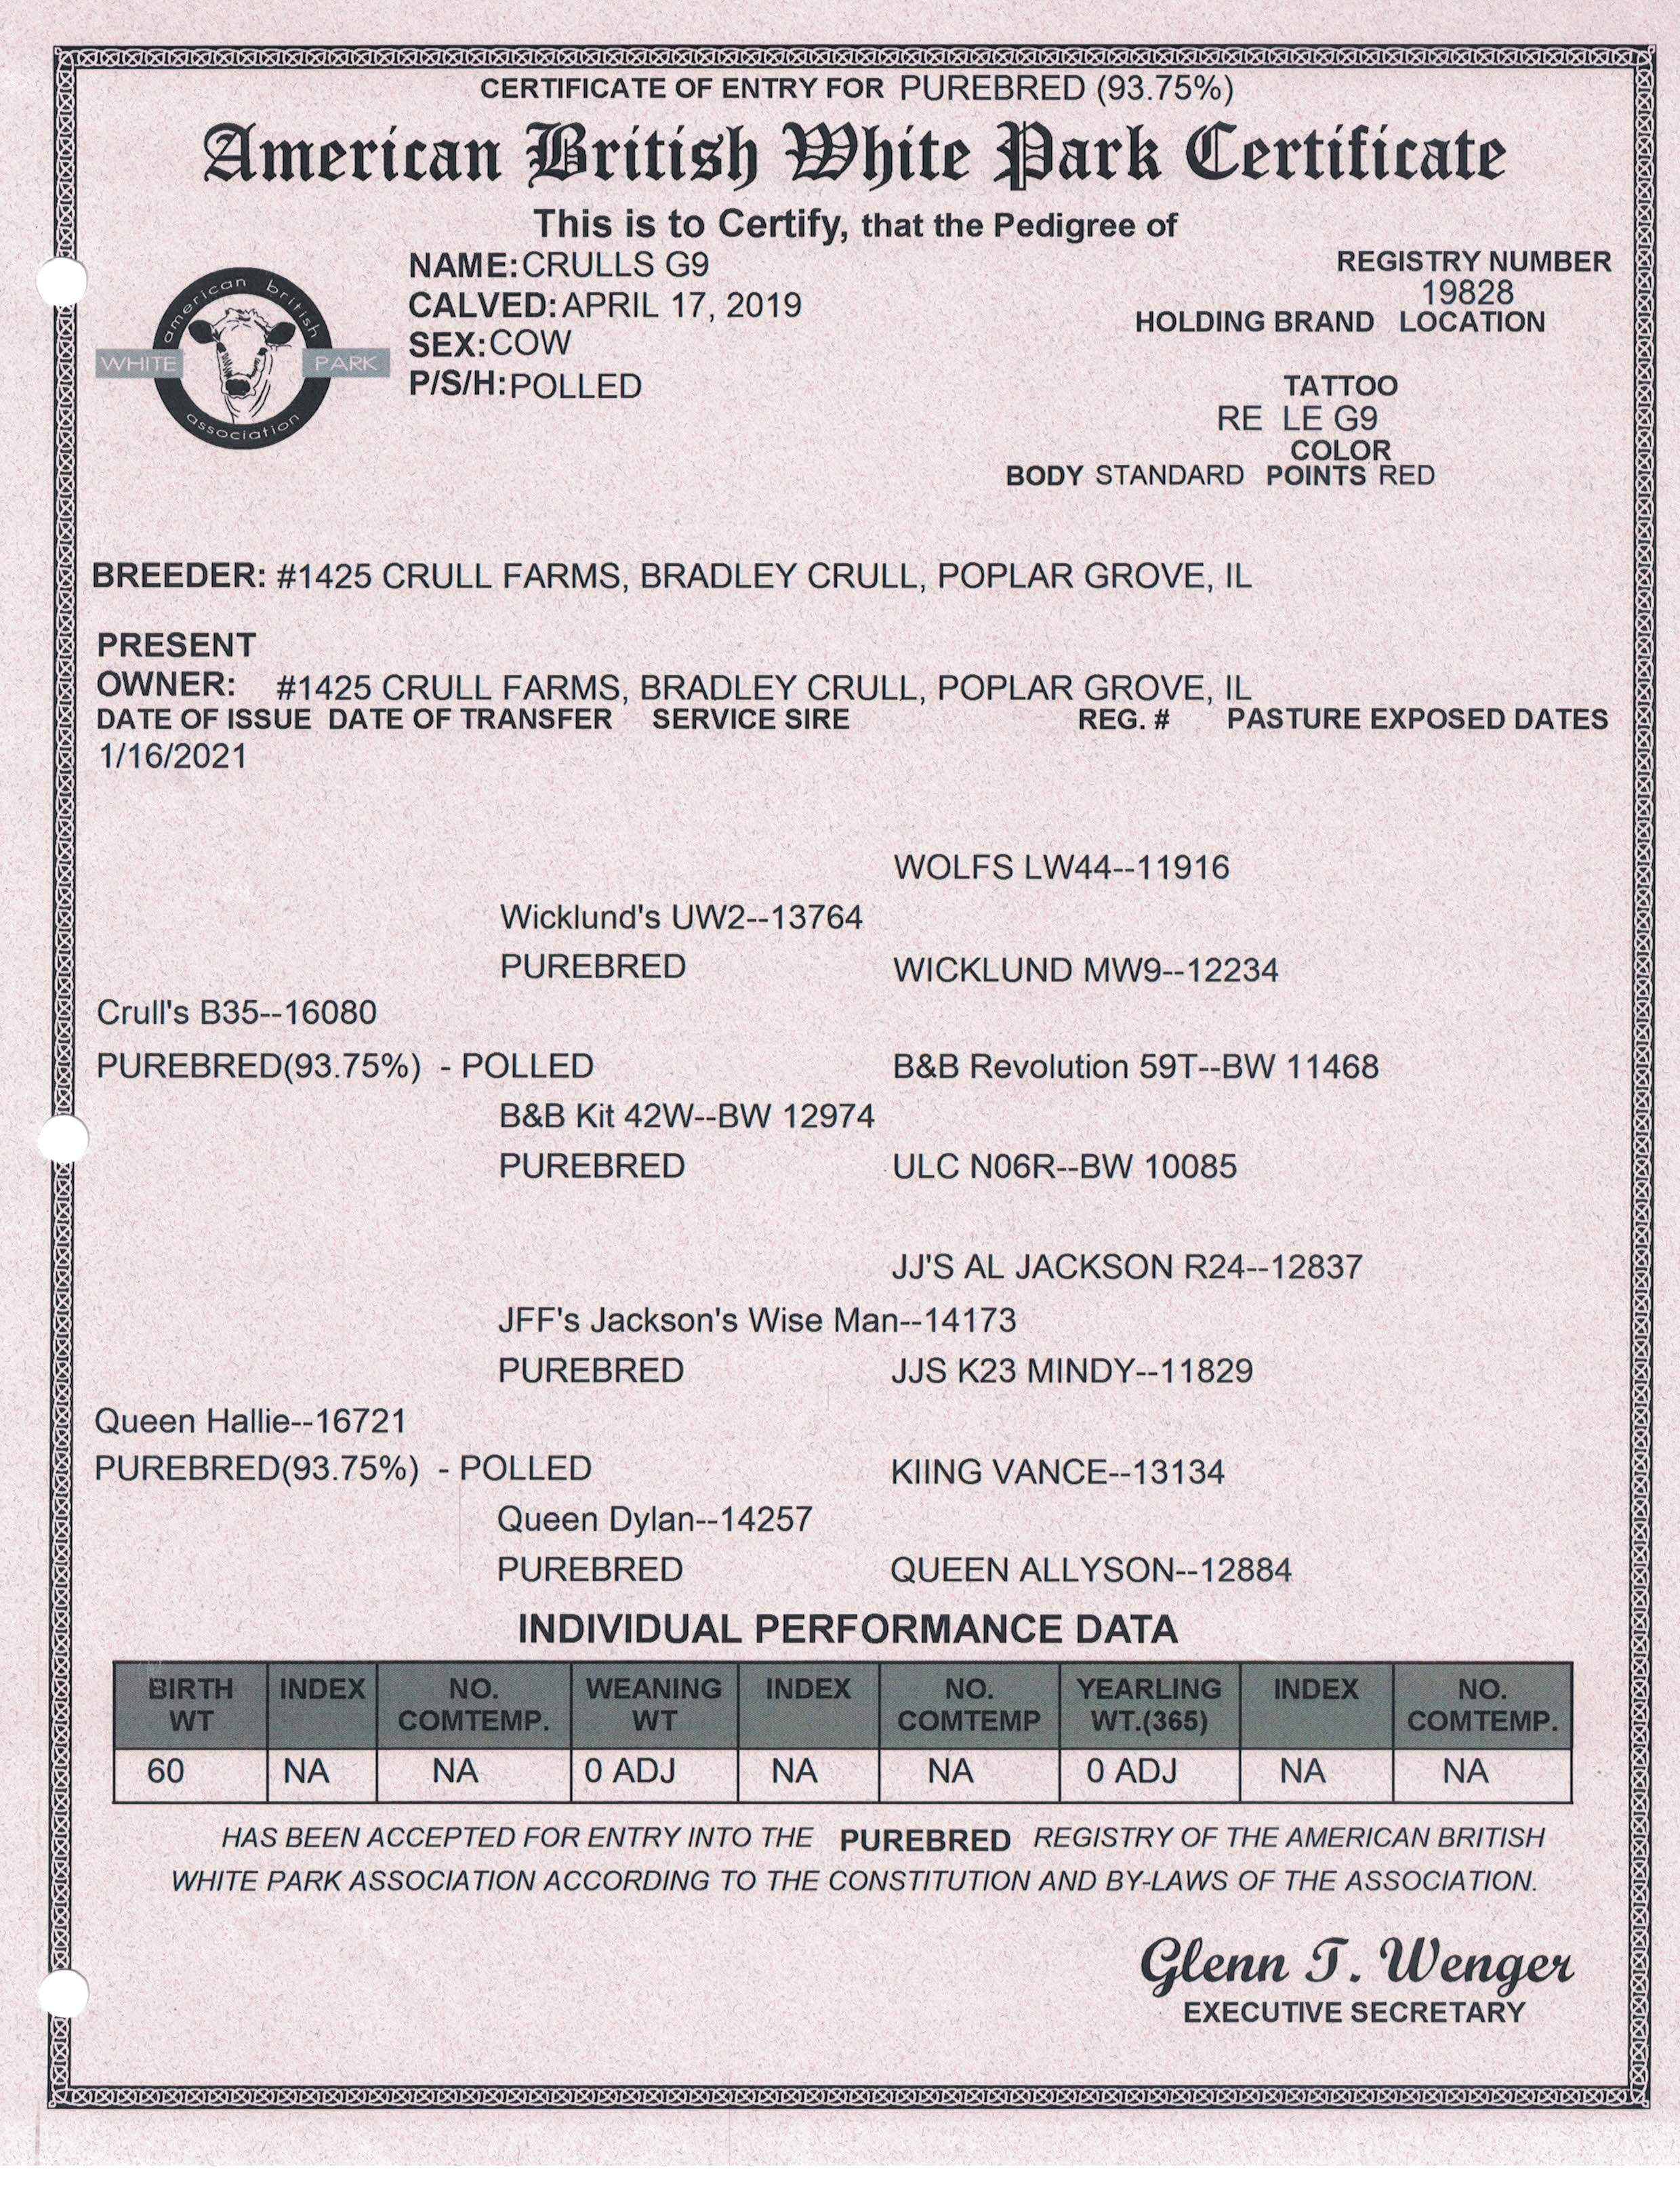 CERTIFICATE OF ENTRY FOR PUREBRED (93.75%)
American British White Park Certificate
This is to Certify, that the Pedigree of
american british
WHITE PARK
association
NAME: CRULLS G9
CALVED: APRIL 17, 2019
SEX: COW
P/S/H: POLLED
REGISTRY NUMBER
19828
HOLDING BRAND LOCATION
TATTOO
RE LE G9
COLOR
BODY STANDARD POINTS RED
BREEDER: #1425 CRULL FARMS, BRADLEY CRULL, POPLAR GROVE, IL
PRESENT
OWNER: #1425 CRULL FARMS, BRADLEY CRULL, POPLAR GROVE, IL
DATE OF ISSUE DATE OF TRANSFER SERVICE SIRE REG. # PASTURE EXPOSED DATES
1/16/2021
WOLFS LW44--11916
Wicklund's UW2--13764
PUREBRED WICKLUND MW9--12234
Crull's B35--16080
PUREBRED(93.75%) - POLLED B&B Revolution 59T--BW 11468
B&B Kit 42W--BW 12974
PUREBRED ULC N06R--BW 10085
JJ'S AL JACKSON R24--12837
JFF's Jackson's Wise Man--14173
PUREBRED JJS K23 MINDY--11829
Queen Hallie--16721
PUREBRED(93.75%) - POLLED KIING VANCE--13134
Queen Dylan--14257
PUREBRED QUEEN ALLYSON--12884
INDIVIDUAL PERFORMANCE DATA
BIRTH INDEX NO. WEANING INDEX NO. YEARLING INDEX NO.
WT COMTEMP. WT COMTEMP WT.(365) COMTEMP.
60 NA NA 0 ADJ NA NA 0 ADJ NA NA
HAS BEEN ACCEPTED FOR ENTRY INTO THE PUREBRED REGISTRY OF THE AMERICAN BRITISH
WHITE PARK ASSOCIATION ACCORDING TO THE CONSTITUTION AND BY-LAWS OF THE ASSOCIATION.
Glenn T. Wenger
EXECUTIVE SECRETARY